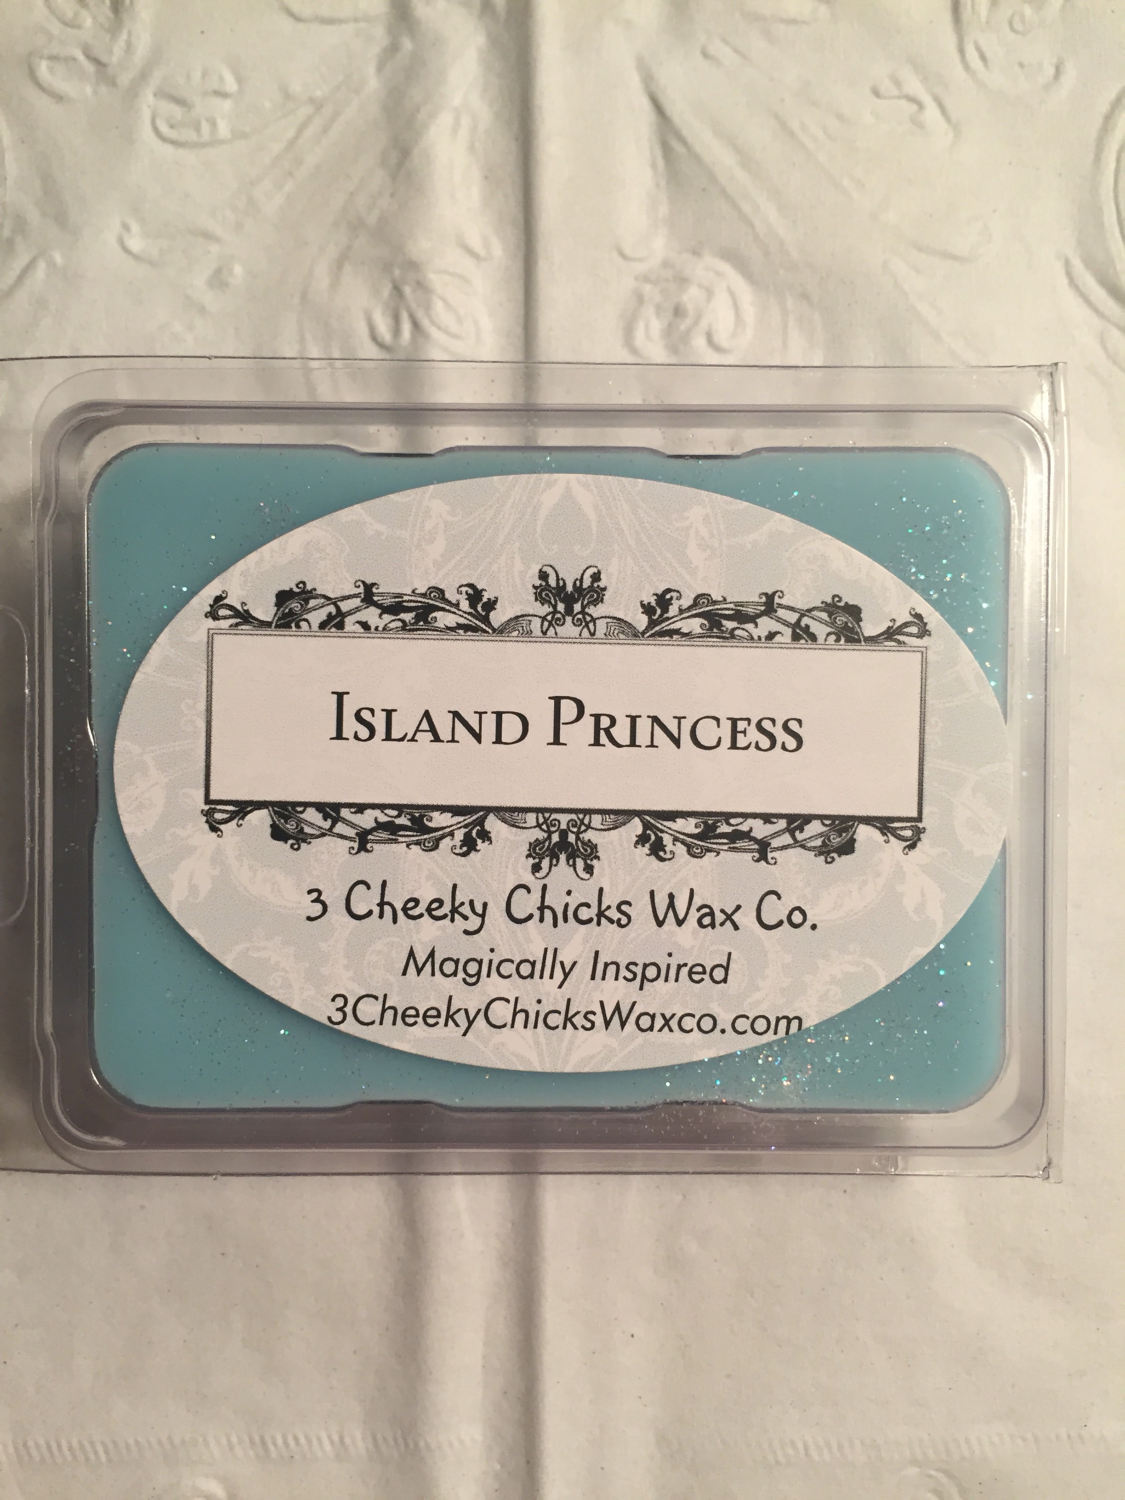 Island Princess
3 Cheeky Chicks Wax Co.
Magically Inspired
3CheekyChicksWaxco.com